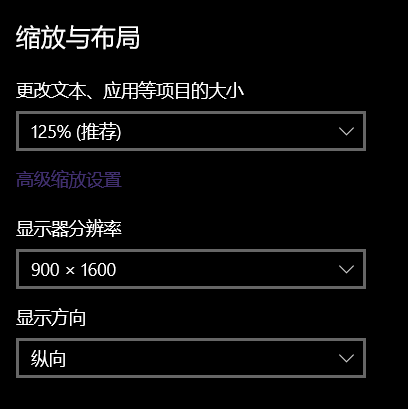 缩放与布局
更改文本、应用等项目的大小
125% (推荐)
高级缩放设置
显示器分辨率
900 × 1600
显示方向
纵向